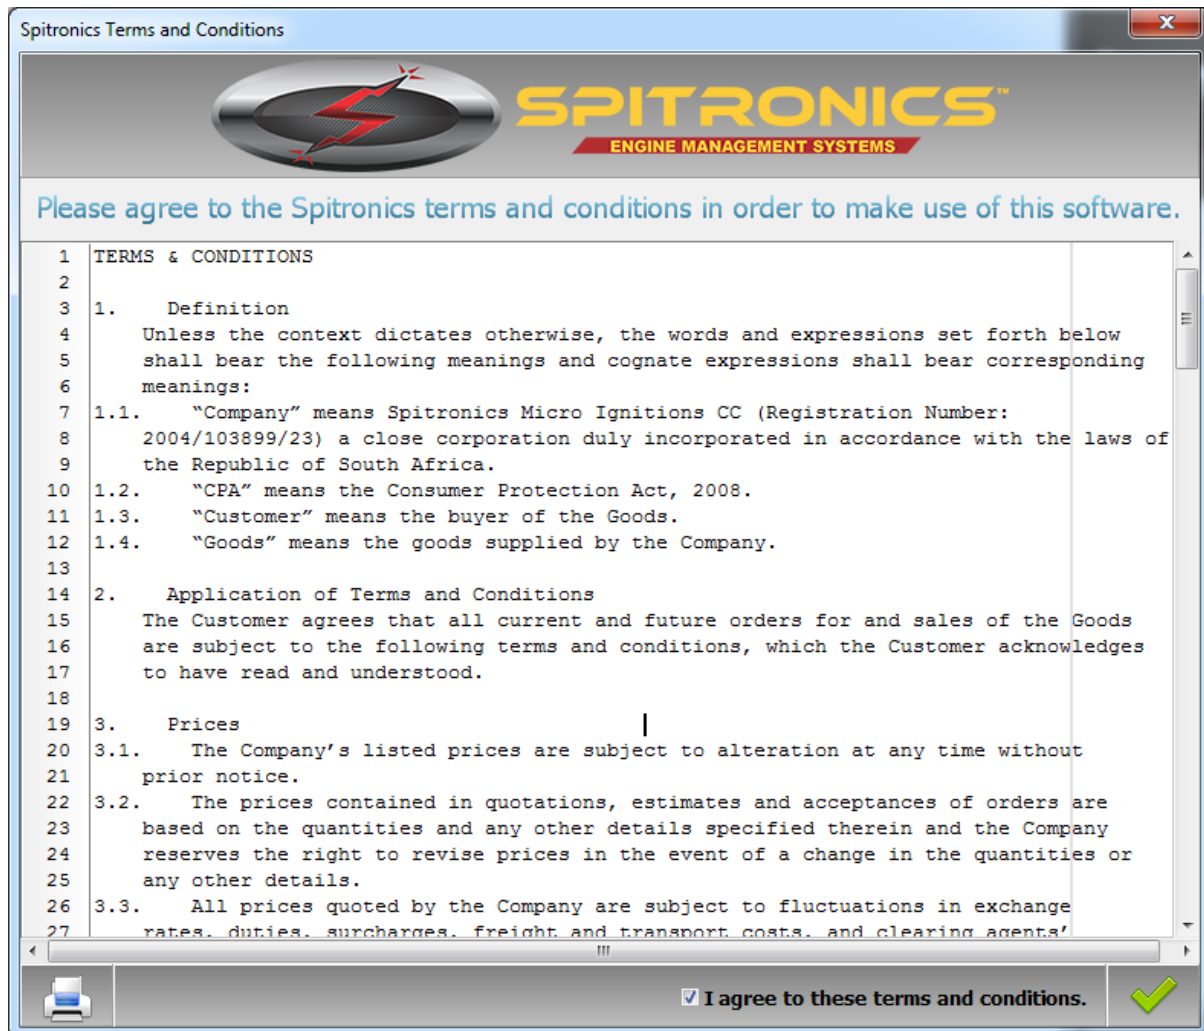 Spitronics Terms and Conditions
SPITRONICS™
ENGINE MANAGEMENT SYSTEMS
Please agree to the Spitronics terms and conditions in order to make use of this software.
1 TERMS & CONDITIONS
2
3 1. Definition
4 Unless the context dictates otherwise, the words and expressions set forth below
5 shall bear the following meanings and cognate expressions shall bear corresponding
6 meanings:
7 1.1. “Company” means Spitronics Micro Ignitions CC (Registration Number:
8 2004/103899/23) a close corporation duly incorporated in accordance with the laws of
9 the Republic of South Africa.
10 1.2. “CPA” means the Consumer Protection Act, 2008.
11 1.3. “Customer” means the buyer of the Goods.
12 1.4. “Goods” means the goods supplied by the Company.
13
14 2. Application of Terms and Conditions
15 The Customer agrees that all current and future orders for and sales of the Goods
16 are subject to the following terms and conditions, which the Customer acknowledges
17 to have read and understood.
18
19 3. Prices
20 3.1. The Company’s listed prices are subject to alteration at any time without
21 prior notice.
22 3.2. The prices contained in quotations, estimates and acceptances of orders are
23 based on the quantities and any other details specified therein and the Company
24 reserves the right to revise prices in the event of a change in the quantities or
25 any other details.
26 3.3. All prices quoted by the Company are subject to fluctuations in exchange
27 rates, duties, surcharges, freight and transport costs, and clearing agents’
I agree to these terms and conditions.